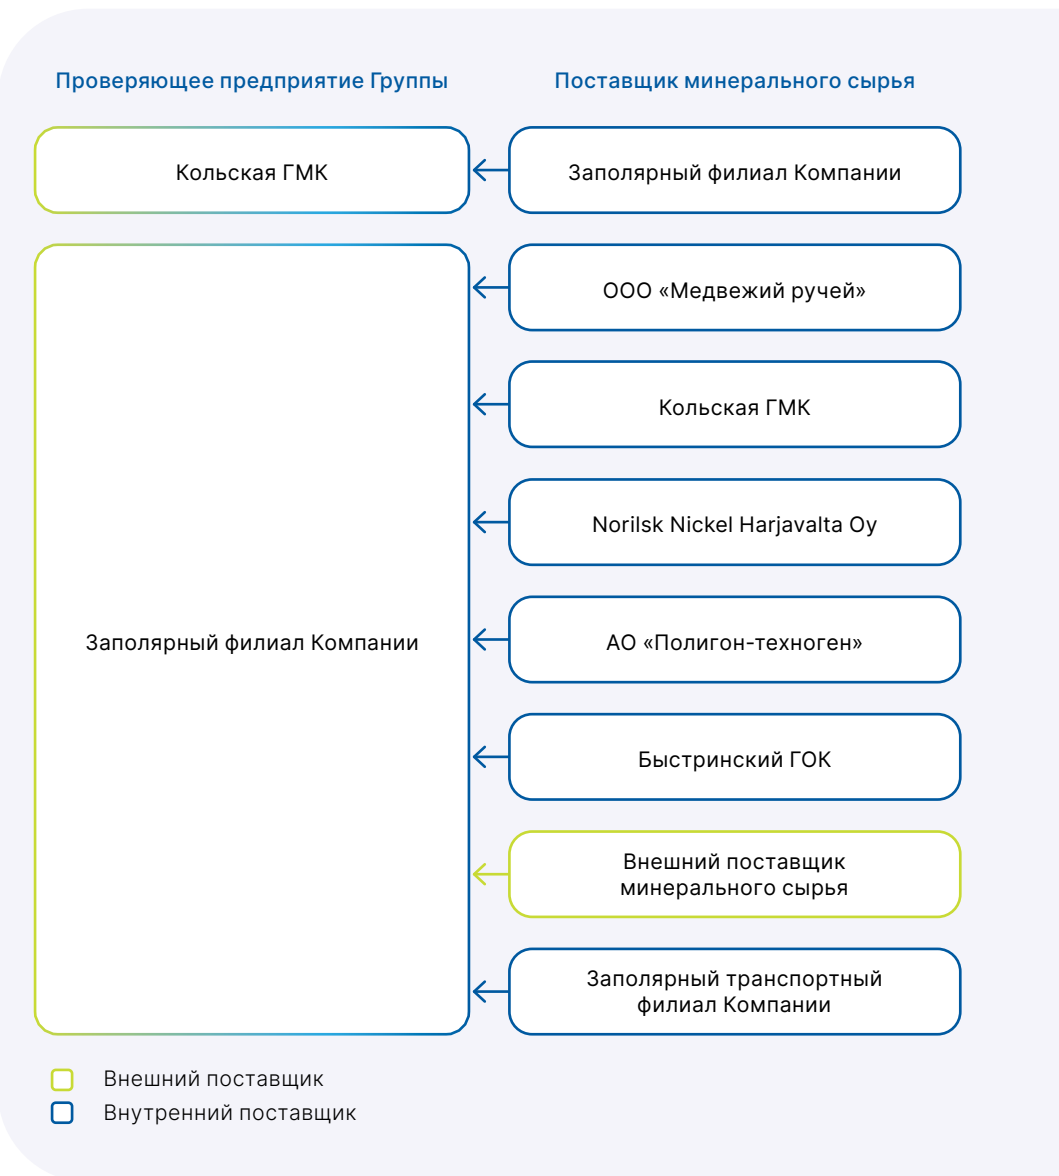 Проверяющее предприятие Группы
Поставщик минерального сырья
Кольская ГМК
Заполярный филиал Компании
Заполярный филиал Компании
ООО «Медвежий ручей»
Кольская ГМК
Norilsk Nickel Harjavalta Oy
АО «Полигон-техноген»
Быстринский ГОК
Внешний поставщик
минерального сырья
Заполярный транспортный
филиал Компании
Внешний поставщик
Внутренний поставщик